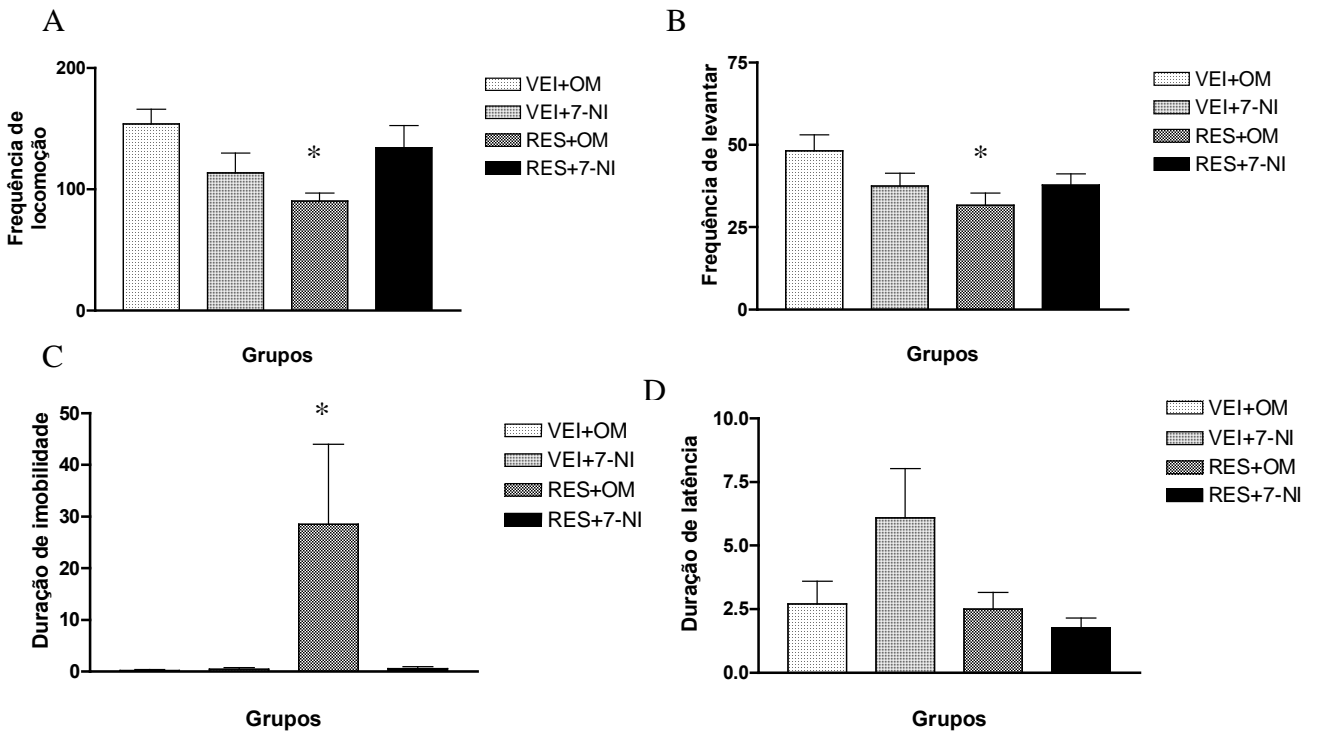 A
Frequência de
locomoção
200
100
0
*
Grupos
VEI+OM
VEI+7-NI
RES+OM
RES+7-NI
B
Frequência de levantar
75
50
25
0
*
Grupos
VEI+OM
VEI+7-NI
RES+OM
RES+7-NI
C
Duração de imobilidade
50
40
30
20
10
0
*
Grupos
VEI+OM
VEI+7-NI
RES+OM
RES+7-NI
D
Duração de latência
10.0
7.5
5.0
2.5
0.0
Grupos
VEI+OM
VEI+7-NI
RES+OM
RES+7-NI